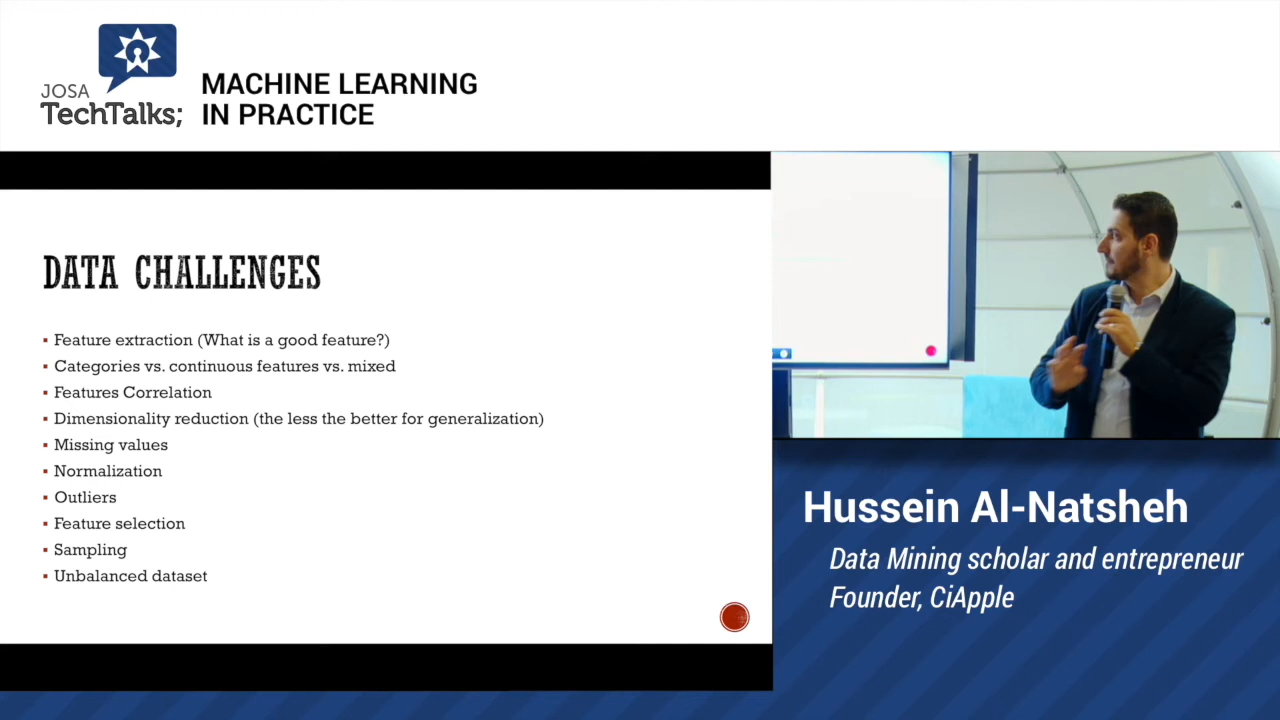 JOSA
TechTalks;
MACHINE LEARNING
IN PRACTICE
DATA CHALLENGES
▪ Feature extraction (What is a good feature?)
▪ Categories vs. continuous features vs. mixed
▪ Features Correlation
▪ Dimensionality reduction (the less the better for generalization)
▪ Missing values
▪ Normalization
▪ Outliers
▪ Feature selection
▪ Sampling
▪ Unbalanced dataset
Hussein Al-Natsheh
Data Mining scholar and entrepreneur
Founder, CiApple